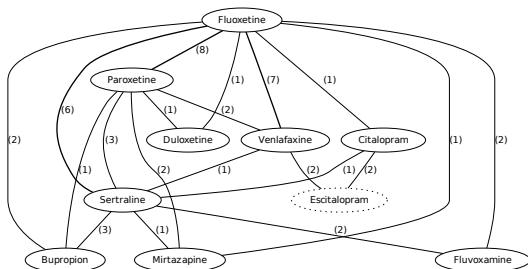 Fluoxetine
(8)
Paroxetine
(1)
(7)
(1)
(6)
(2)
(1)
(3)
(1)
(2)
Duloxetine
Venlafaxine
Citalopram
(1)
(2)
(1)
(2)
(1)
(2)
(2)
Sertraline
Escitalopram
(3)
(1)
(2)
Bupropion
Mirtazapine
Fluvoxamine